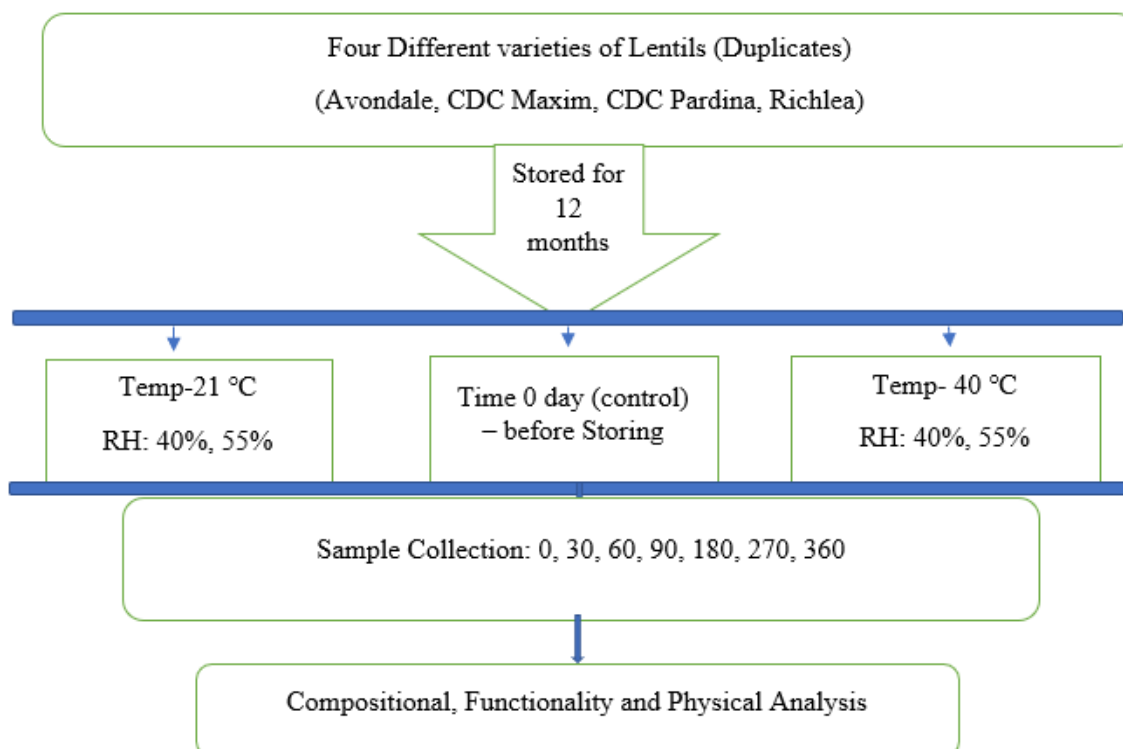 Four Different varieties of Lentils (Duplicates)
(Avondale, CDC Maxim, CDC Pardina, Richlea)
Stored for
12
months
Temp-21 °C
RH: 40%, 55%
Time 0 day (control)
– before Storing
Temp- 40 °C
RH: 40%, 55%
Sample Collection: 0, 30, 60, 90, 180, 270, 360
Compositional, Functionality and Physical Analysis